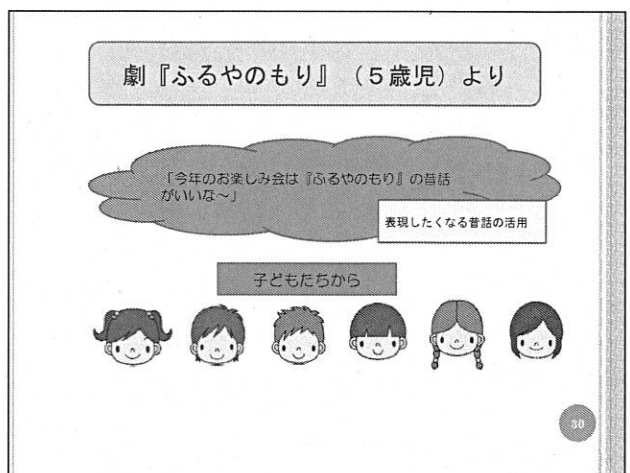 劇『ふるやのもり』（５歳児）より
「今年のお楽しみ会は『ふるやのもり』の昔話
がいいな～」
表現したくなる昔話の活用
子どもたちから
30